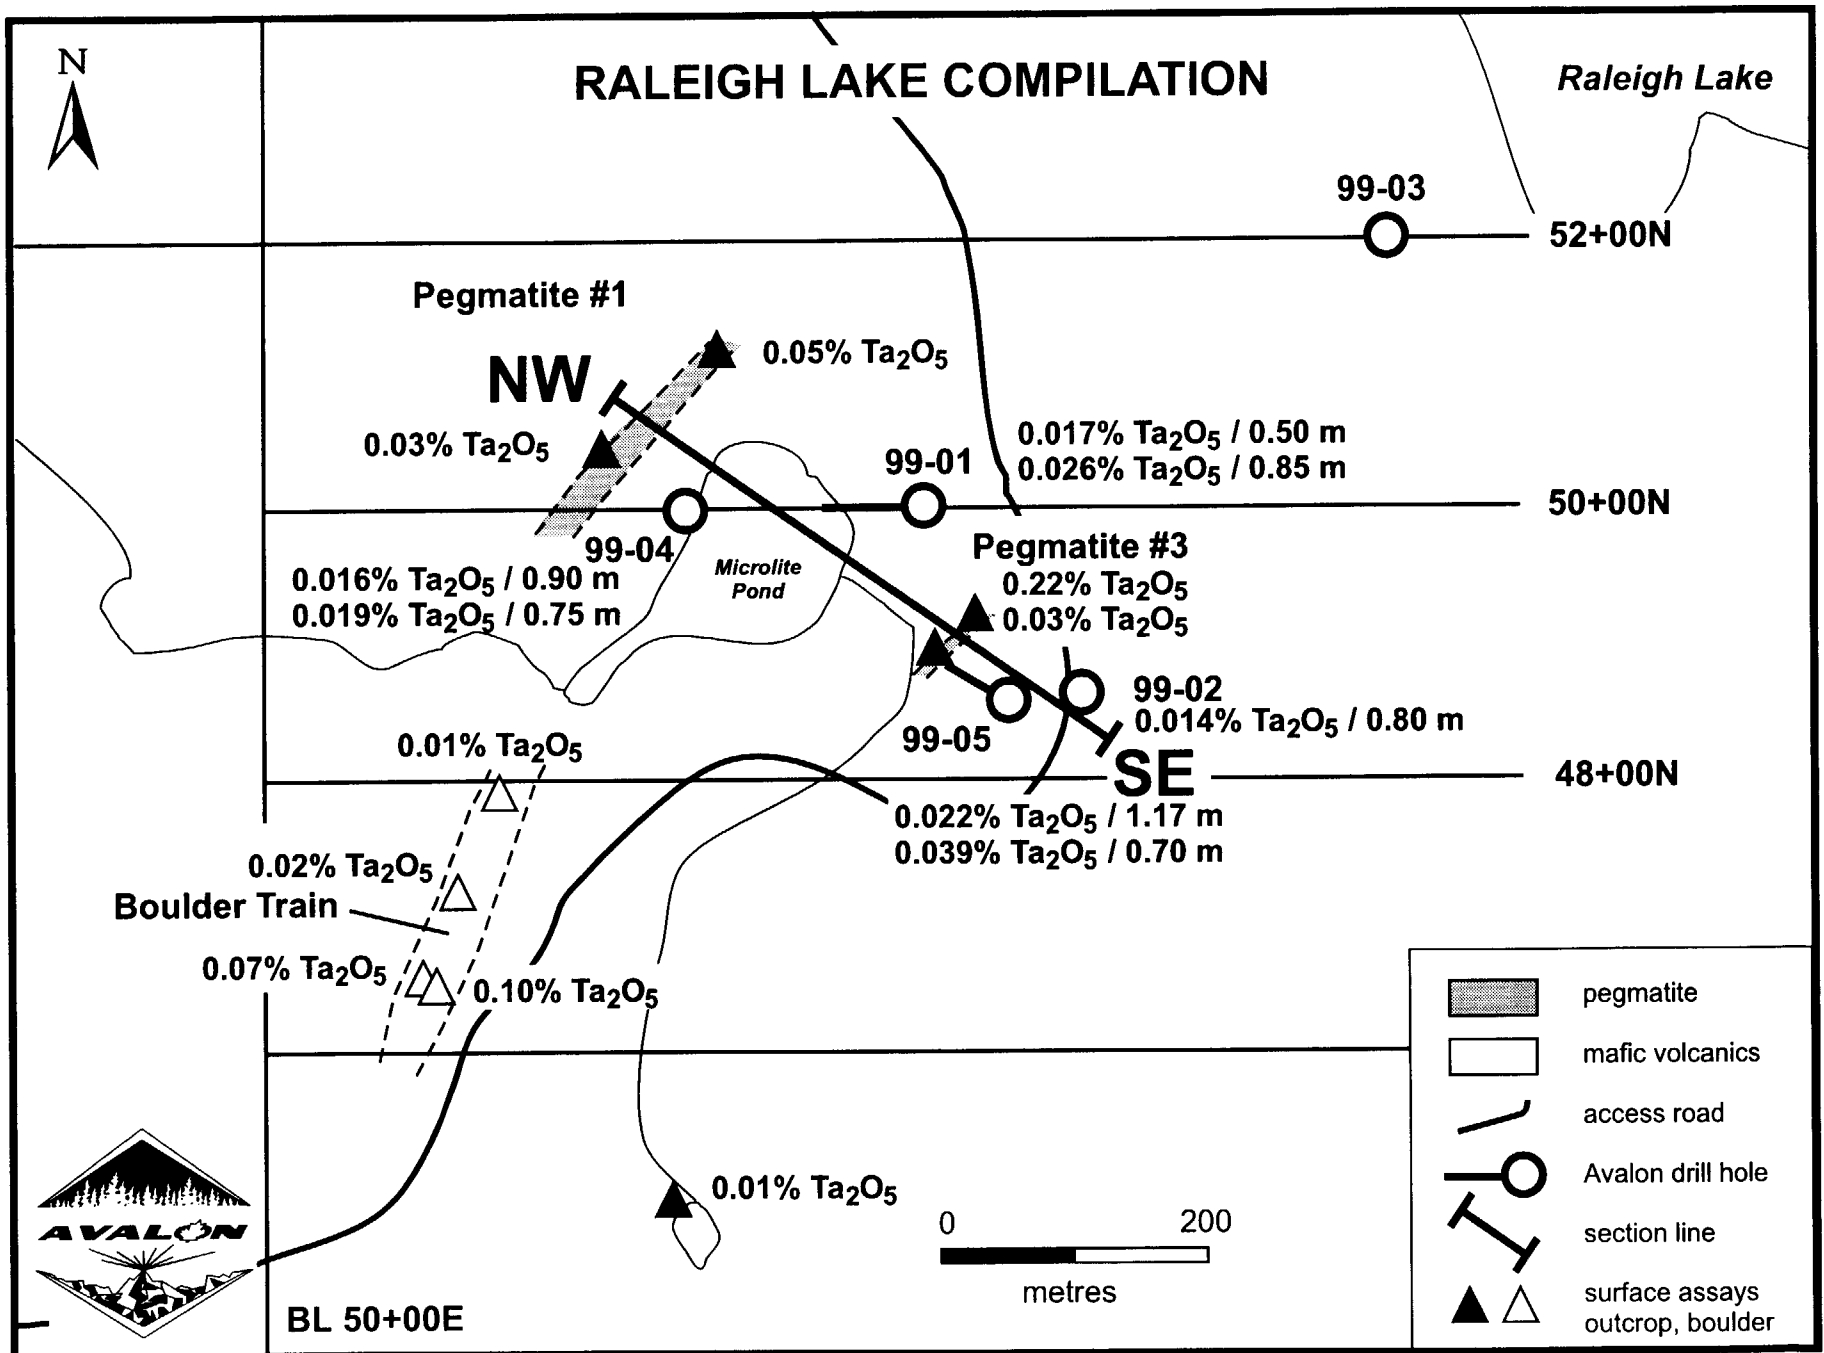 N
RALEIGH LAKE COMPILATION
Raleigh Lake
99-03
52+00N
Pegmatite #1
0.05% Ta₂O₅
NW
0.03% Ta₂O₅
0.017% Ta₂O₅ / 0.50 m
0.026% Ta₂O₅ / 0.85 m
99-01
50+00N
99-04
0.016% Ta₂O₅ / 0.90 m
0.019% Ta₂O₅ / 0.75 m
Microlite
Pond
Pegmatite #3
0.22% Ta₂O₅
0.03% Ta₂O₅
99-02
0.014% Ta₂O₅ / 0.80 m
99-05
SE
48+00N
0.022% Ta₂O₅ / 1.17 m
0.039% Ta₂O₅ / 0.70 m
0.01% Ta₂O₅
0.02% Ta₂O₅
Boulder Train
0.07% Ta₂O₅
0.10% Ta₂O₅
0.01% Ta₂O₅
0 200
metres
AVALON
BL 50+00E
pegmatite
mafic volcanics
access road
Avalon drill hole
section line
surface assays
outcrop, boulder